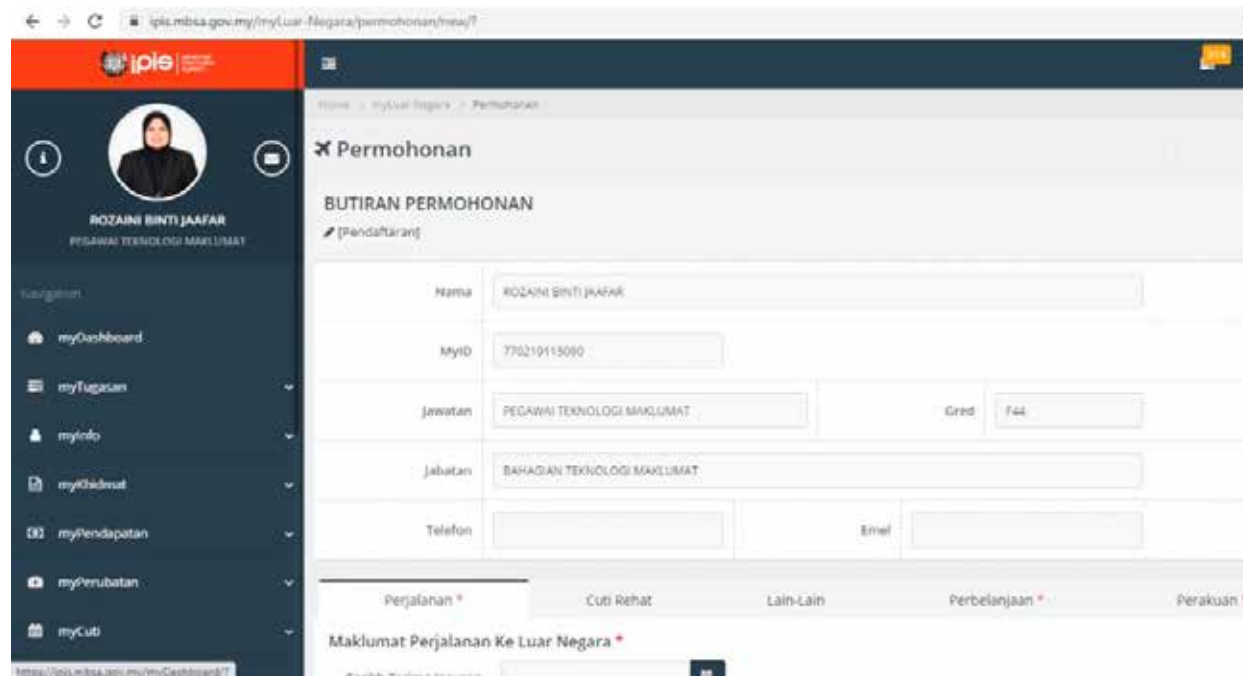 ipis.mbsa.gov.my/myLuar-Negara/permohonan/new/?
ipis
Home > myLuar-Negara > Permohonan
Permohonan
BUTIRAN PERMOHONAN
[Pendaftaran]
ROZAINI BINTI JAAFAR
PEGAWAI TEKNOLOGI MAKLUMAT
Navigation
myDashboard
myTugasan
myInfo
myKhidmat
myPendapatan
myPerubatan
myCuti
Nama ROZAINI BINTI JAAFAR
MyID
Jawatan PEGAWAI TEKNOLOGI MAKLUMAT Gred F44
Jabatan BAHAGIAN TEKNOLOGI MAKLUMAT
Telefon Emel
Perjalanan * Cuti Rehat Lain-Lain Perbelanjaan * Perakuan *
Maklumat Perjalanan Ke Luar Negara *
https://ipis.mbsa.gov.my/myDashboard/?